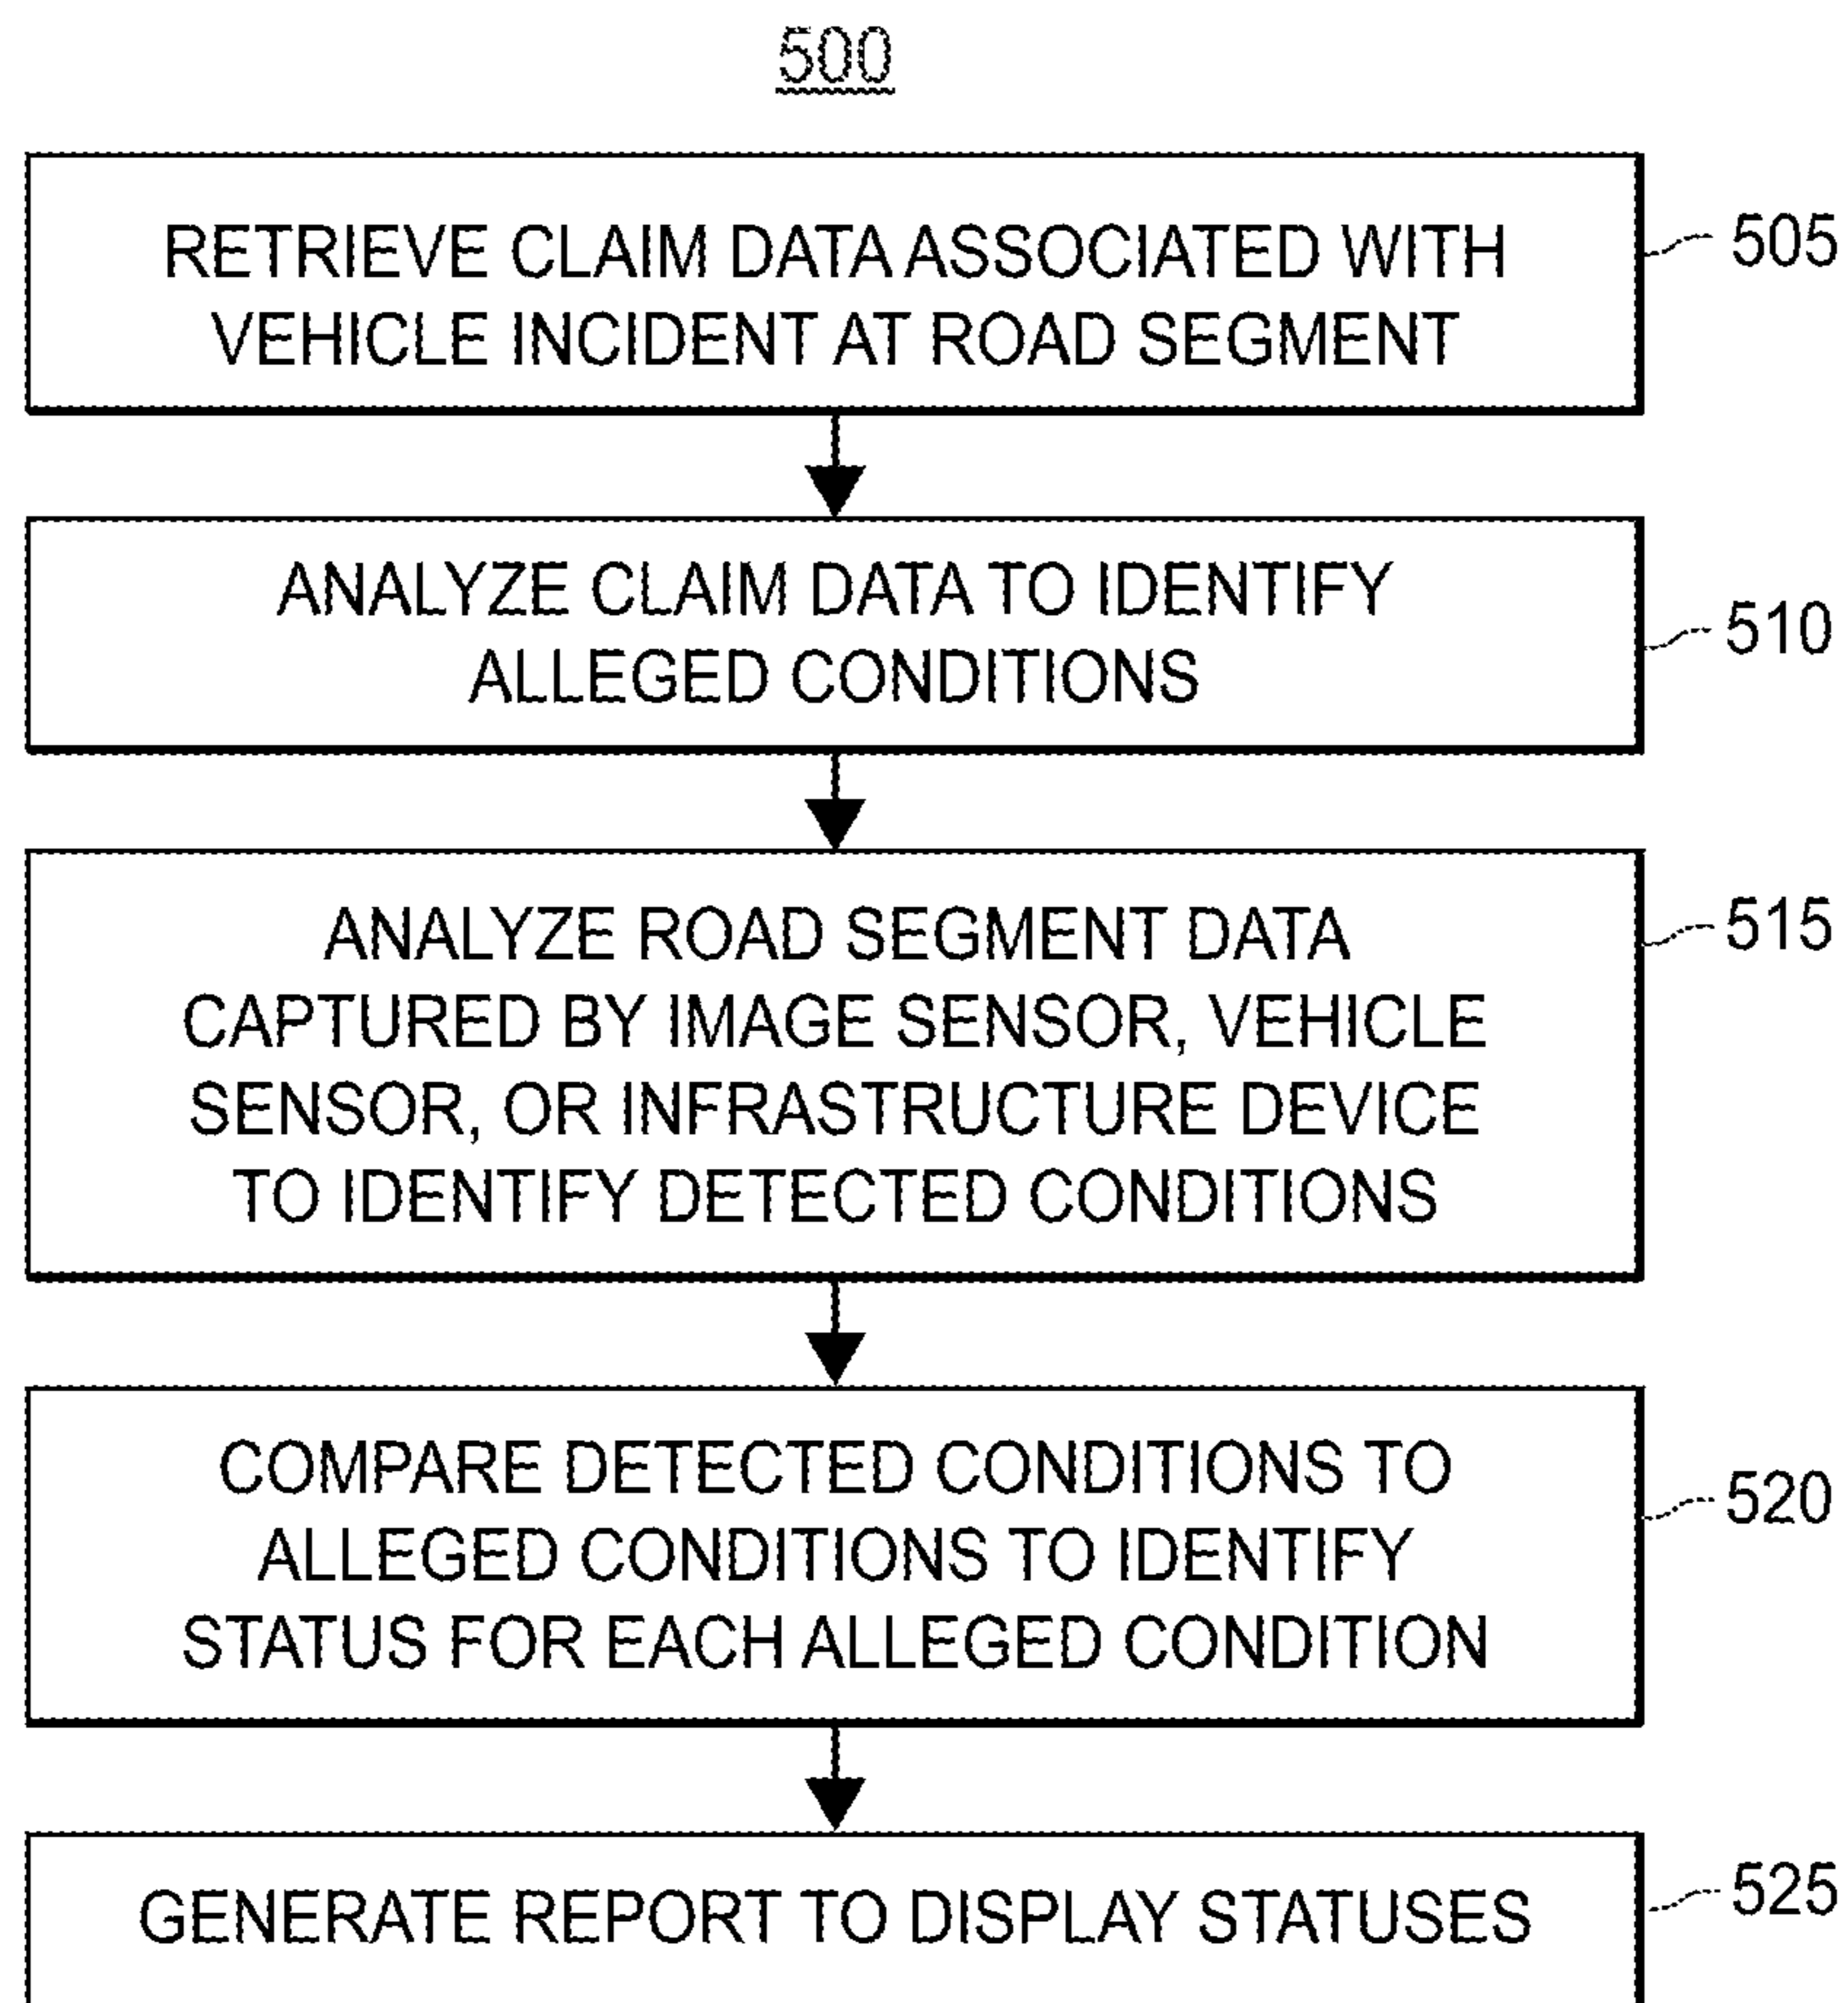 500
RETRIEVE CLAIM DATA ASSOCIATED WITH
VEHICLE INCIDENT AT ROAD SEGMENT
505
ANALYZE CLAIM DATA TO IDENTIFY
ALLEGED CONDITIONS
510
ANALYZE ROAD SEGMENT DATA
CAPTURED BY IMAGE SENSOR, VEHICLE
SENSOR, OR INFRASTRUCTURE DEVICE
TO IDENTIFY DETECTED CONDITIONS
515
COMPARE DETECTED CONDITIONS TO
ALLEGED CONDITIONS TO IDENTIFY
STATUS FOR EACH ALLEGED CONDITION
520
GENERATE REPORT TO DISPLAY STATUSES
525